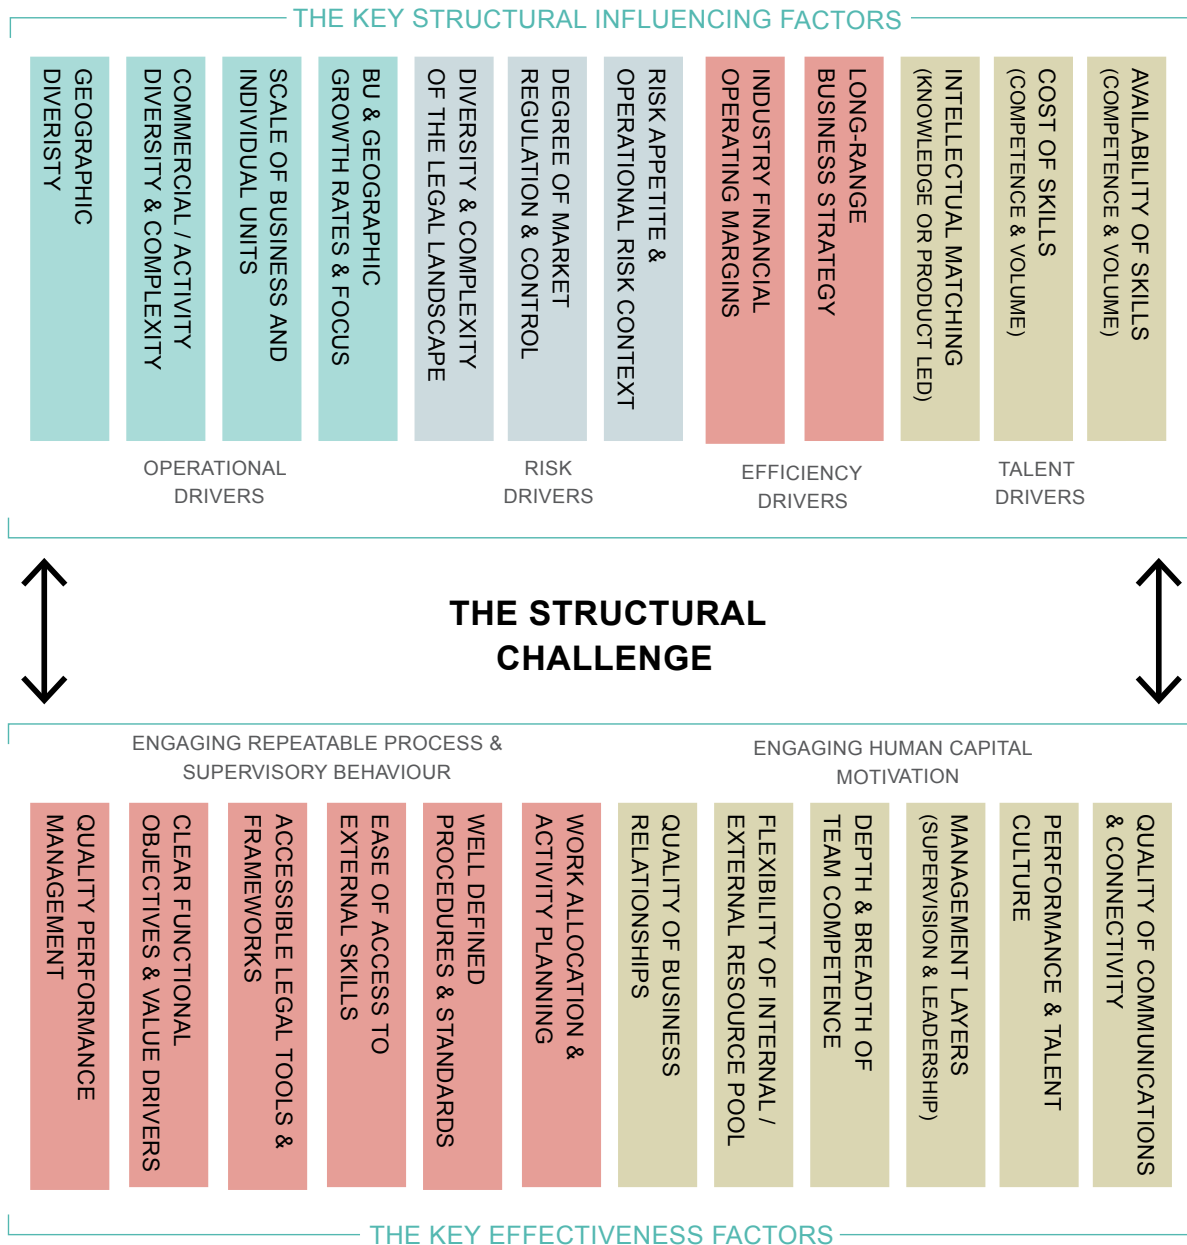 THE KEY STRUCTURAL INFLUENCING FACTORS
GEOGRAPHIC
DIVERISTY
COMMERCIAL / ACTIVITY
DIVERSITY & COMPLEXITY
SCALE OF BUSINESS AND
INDIVIDUAL UNITS
BU & GEOGRAPHIC
GROWTH RATES & FOCUS
DIVERSITY & COMPLEXITY
OF THE LEGAL LANDSCAPE
DEGREE OF MARKET
REGULATION & CONTROL
RISK APPETITE &
OPERATIONAL RISK CONTEXT
INDUSTRY FINANCIAL
OPERATING MARGINS
LONG-RANGE
BUSINESS STRATEGY
INTELLECTUAL MATCHING
(KNOWLEDGE OR PRODUCT LED)
COST OF SKILLS
(COMPETENCE & VOLUME)
AVAILABILITY OF SKILLS
(COMPETENCE & VOLUME)
OPERATIONAL
DRIVERS
RISK
DRIVERS
EFFICIENCY
DRIVERS
TALENT
DRIVERS
THE STRUCTURAL
CHALLENGE
ENGAGING REPEATABLE PROCESS &
SUPERVISORY BEHAVIOUR
ENGAGING HUMAN CAPITAL
MOTIVATION
QUALITY PERFORMANCE
MANAGEMENT
CLEAR FUNCTIONAL
OBJECTIVES & VALUE DRIVERS
ACCESSIBLE LEGAL TOOLS &
FRAMEWORKS
EASE OF ACCESS TO
EXTERNAL SKILLS
WELL DEFINED
PROCEDURES & STANDARDS
WORK ALLOCATION &
ACTIVITY PLANNING
QUALITY OF BUSINESS
RELATIONSHIPS
FLEXIBILITY OF INTERNAL /
EXTERNAL RESOURCE POOL
DEPTH & BREADTH OF
TEAM COMPETENCE
MANAGEMENT LAYERS
(SUPERVISION & LEADERSHIP)
PERFORMANCE & TALENT
CULTURE
QUALITY OF COMMUNICATIONS
& CONNECTIVITY
THE KEY EFFECTIVENESS FACTORS